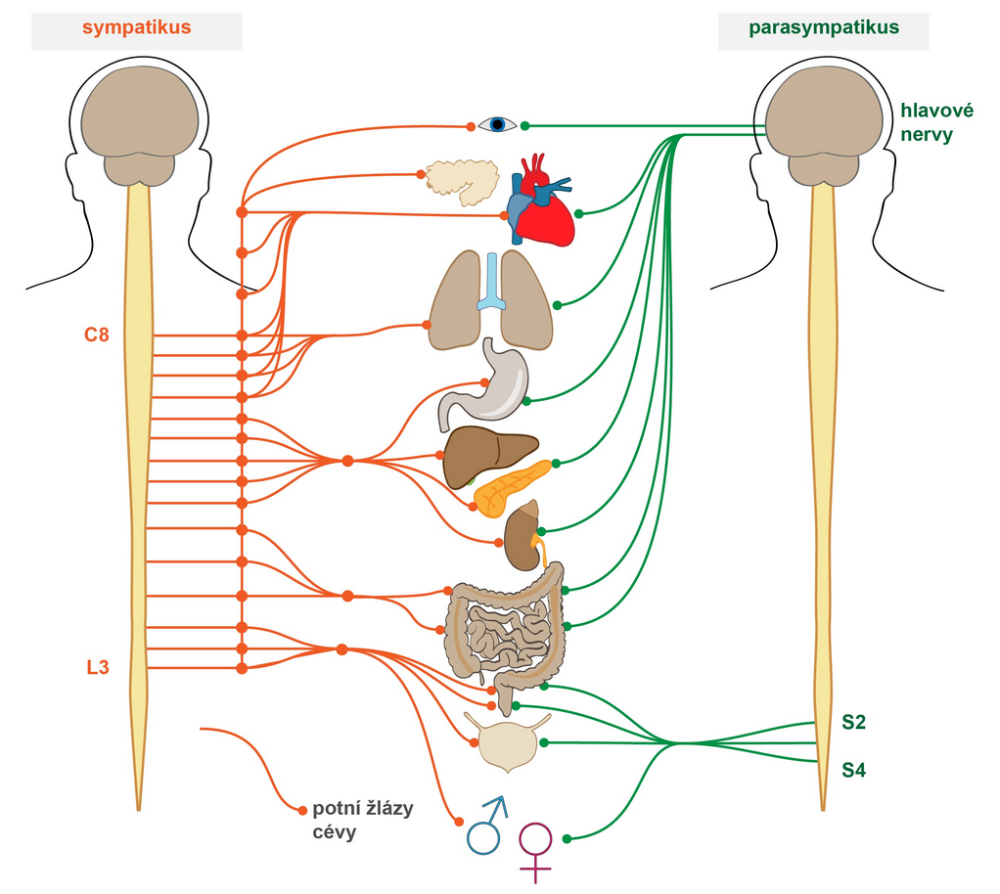 sympatikus
parasympatikus
hlavové
nervy
C8
L3
S2
S4
potní žlázy
cévy